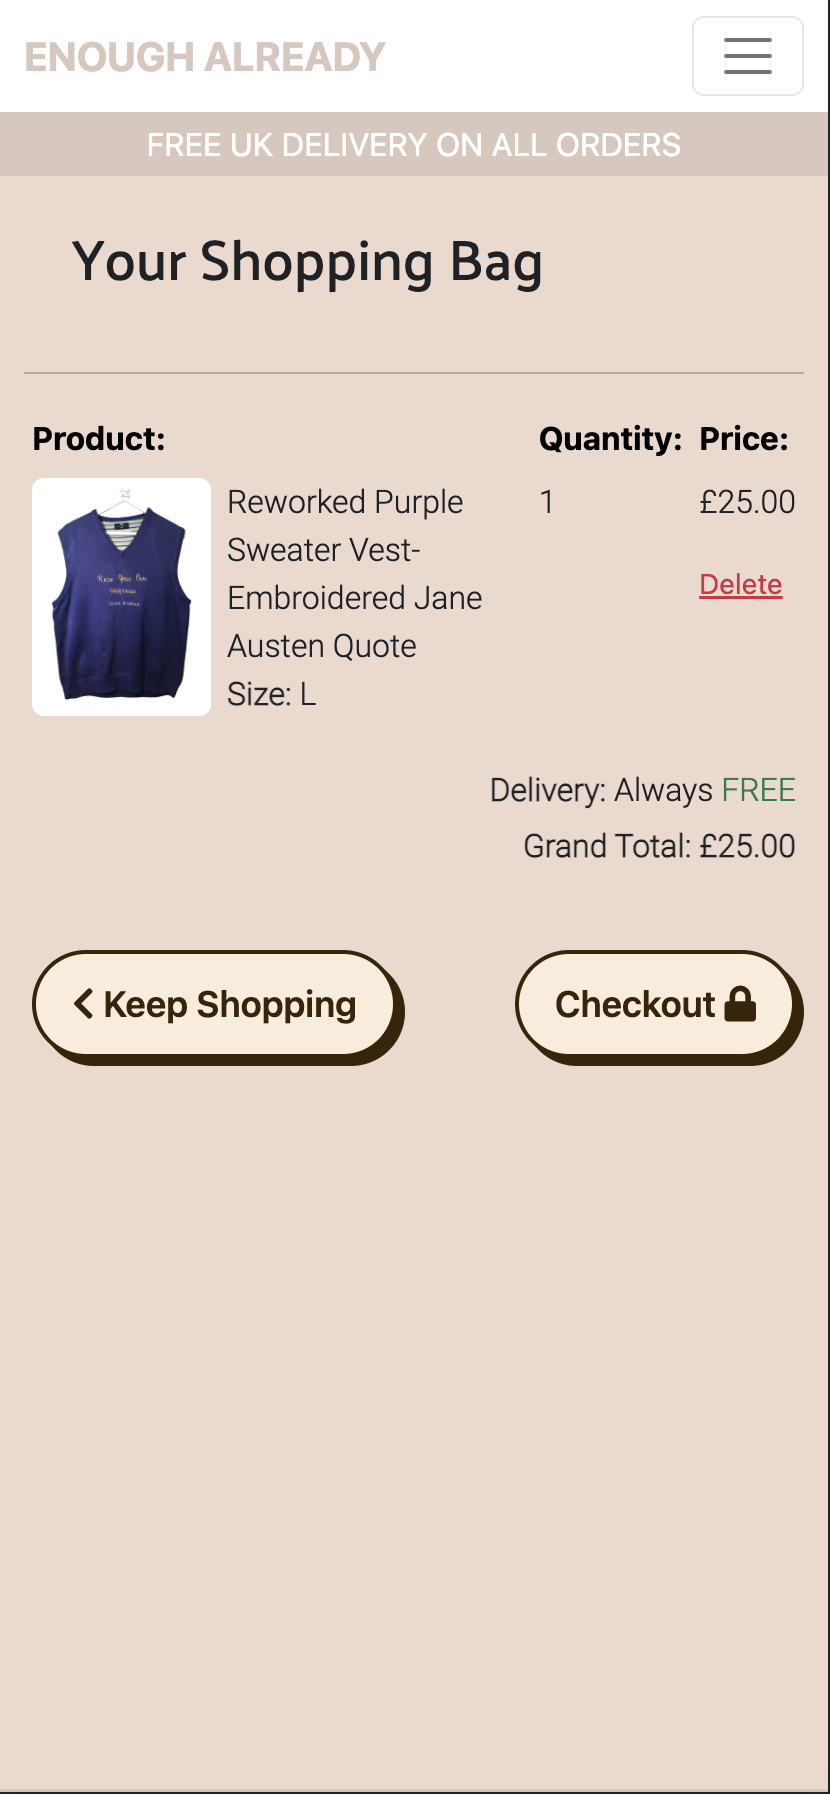 ENOUGH ALREADY
FREE UK DELIVERY ON ALL ORDERS
Your Shopping Bag
Product: Quantity: Price:
Know Your Own
Happiness
Jane Austen
Reworked Purple 1 £25.00
Sweater Vest-
Embroidered Jane Delete
Austen Quote
Size: L
Delivery: Always FREE
Grand Total: £25.00
Keep Shopping Checkout